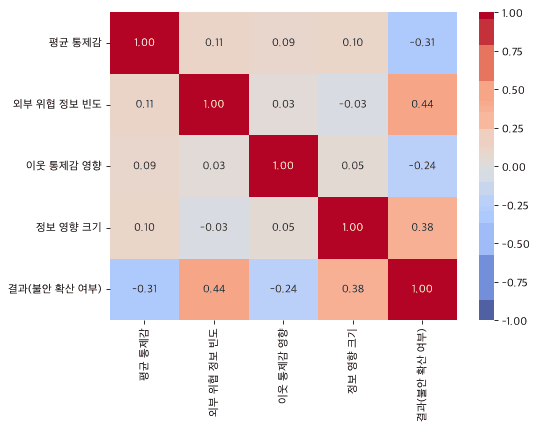 평균 통제감 1.00 0.11 0.09 0.10 -0.31
외부 위협 정보 빈도 0.11 1.00 0.03 -0.03 0.44
이웃 통제감 영향 0.09 0.03 1.00 0.05 -0.24
정보 영향 크기 0.10 -0.03 0.05 1.00 0.38
결과(불안 확산 여부) -0.31 0.44 -0.24 0.38 1.00
평균 통제감
외부 위협 정보 빈도
이웃 통제감 영향
정보 영향 크기
결과(불안 확산 여부)
1.00
0.75
0.50
0.25
0.00
-0.25
-0.50
-0.75
-1.00